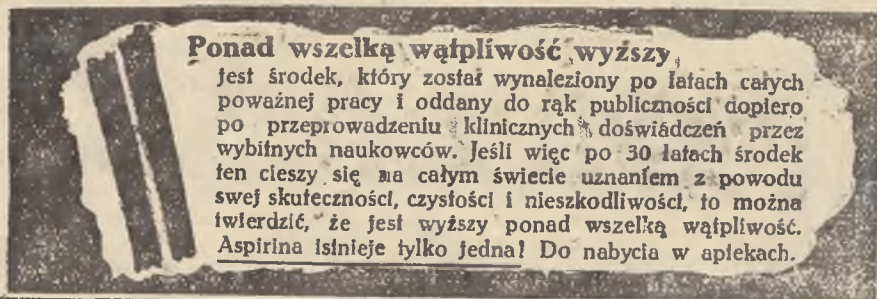 Ponad wszelką wątpliwość wyższy
jest środek, który został wynaleziony po latach całych
poważnej pracy i oddany do rąk publiczności dopiero
po przeprowadzeniu klinicznych doświadczeń przez
wybitnych naukowców. Jeśli więc po 30 latach środek
ten cieszy się na całym świecie uznaniem z powodu
swej skuteczności, czystości i nieszkodliwości, to można
twierdzić, że jest wyższy ponad wszelką wątpliwość.
Aspirina istnieje tylko jedna! Do nabycia w aptekach.